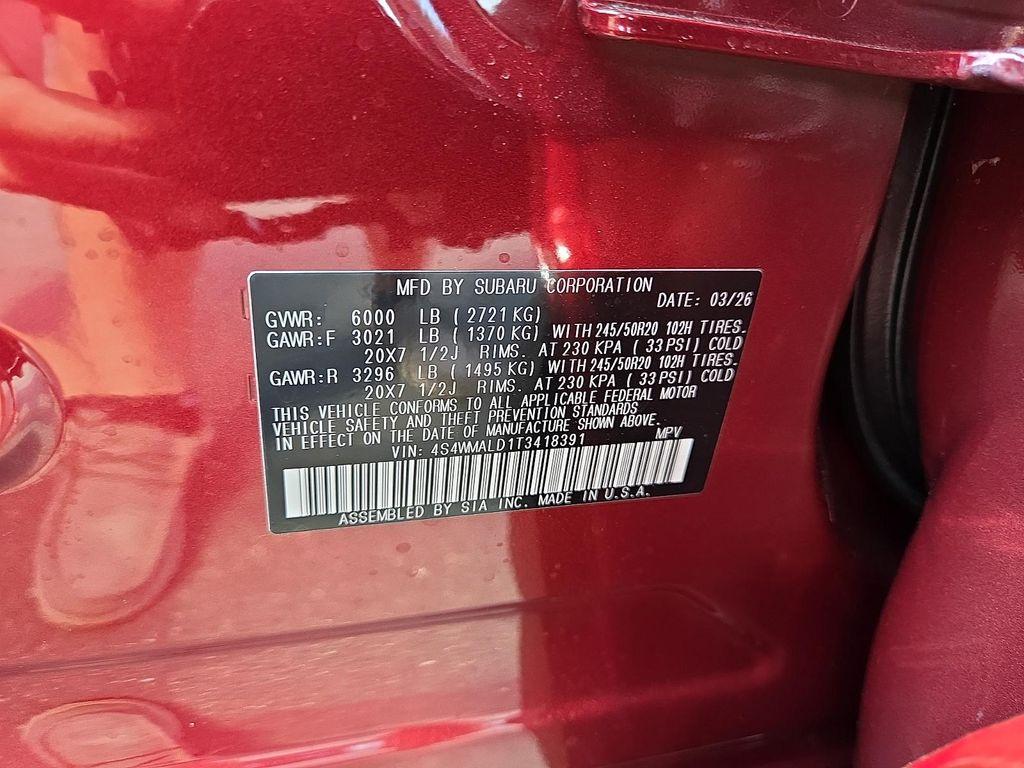 MFD BY SUBARU CORPORATION
DATE: 03/26
GVWR: 6000 LB ( 2721 KG)
GAWR:F 3021 LB ( 1370 KG) WITH 245/50R20 102H TIRES.
20X7 1/2J RIMS. AT 230 KPA ( 33 PSI) COLD
GAWR:R 3296 LB ( 1495 KG) WITH 245/50R20 102H TIRES.
20X7 1/2J RIMS. AT 230 KPA ( 33 PSI) COLD
THIS VEHICLE CONFORMS TO ALL APPLICABLE FEDERAL MOTOR
VEHICLE SAFETY AND THEFT PREVENTION STANDARDS
IN EFFECT ON THE DATE OF MANUFACTURE SHOWN ABOVE.
VIN: 4S4WMALD1T3418391 MPV
ASSEMBLED BY SIA INC. MADE IN U.S.A.